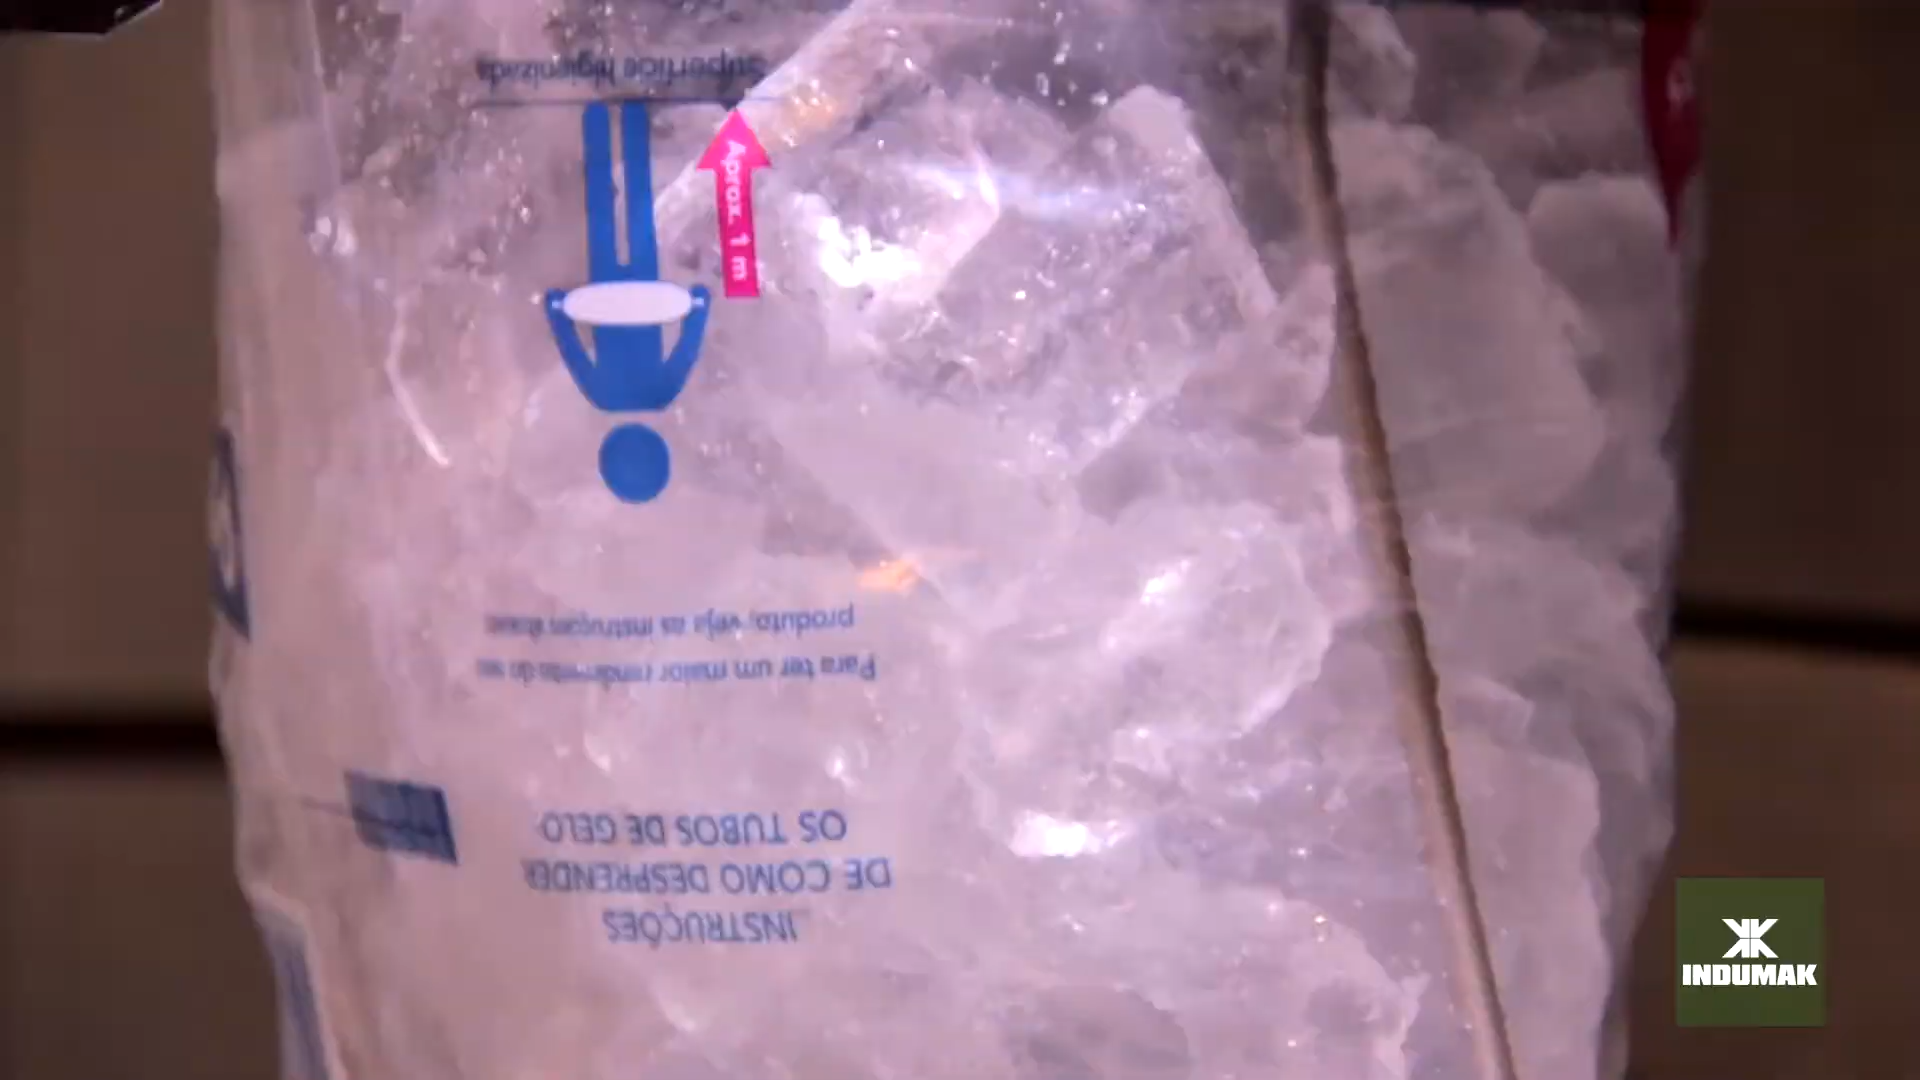 INSTRUÇÕES
DE COMO DESPRENDER
OS TUBOS DE GELO
Para ter um maior rendimento do seu
produto, veja as instruções abaixo
Aprox. 1 m
Superfície higienizada
INDUMAK